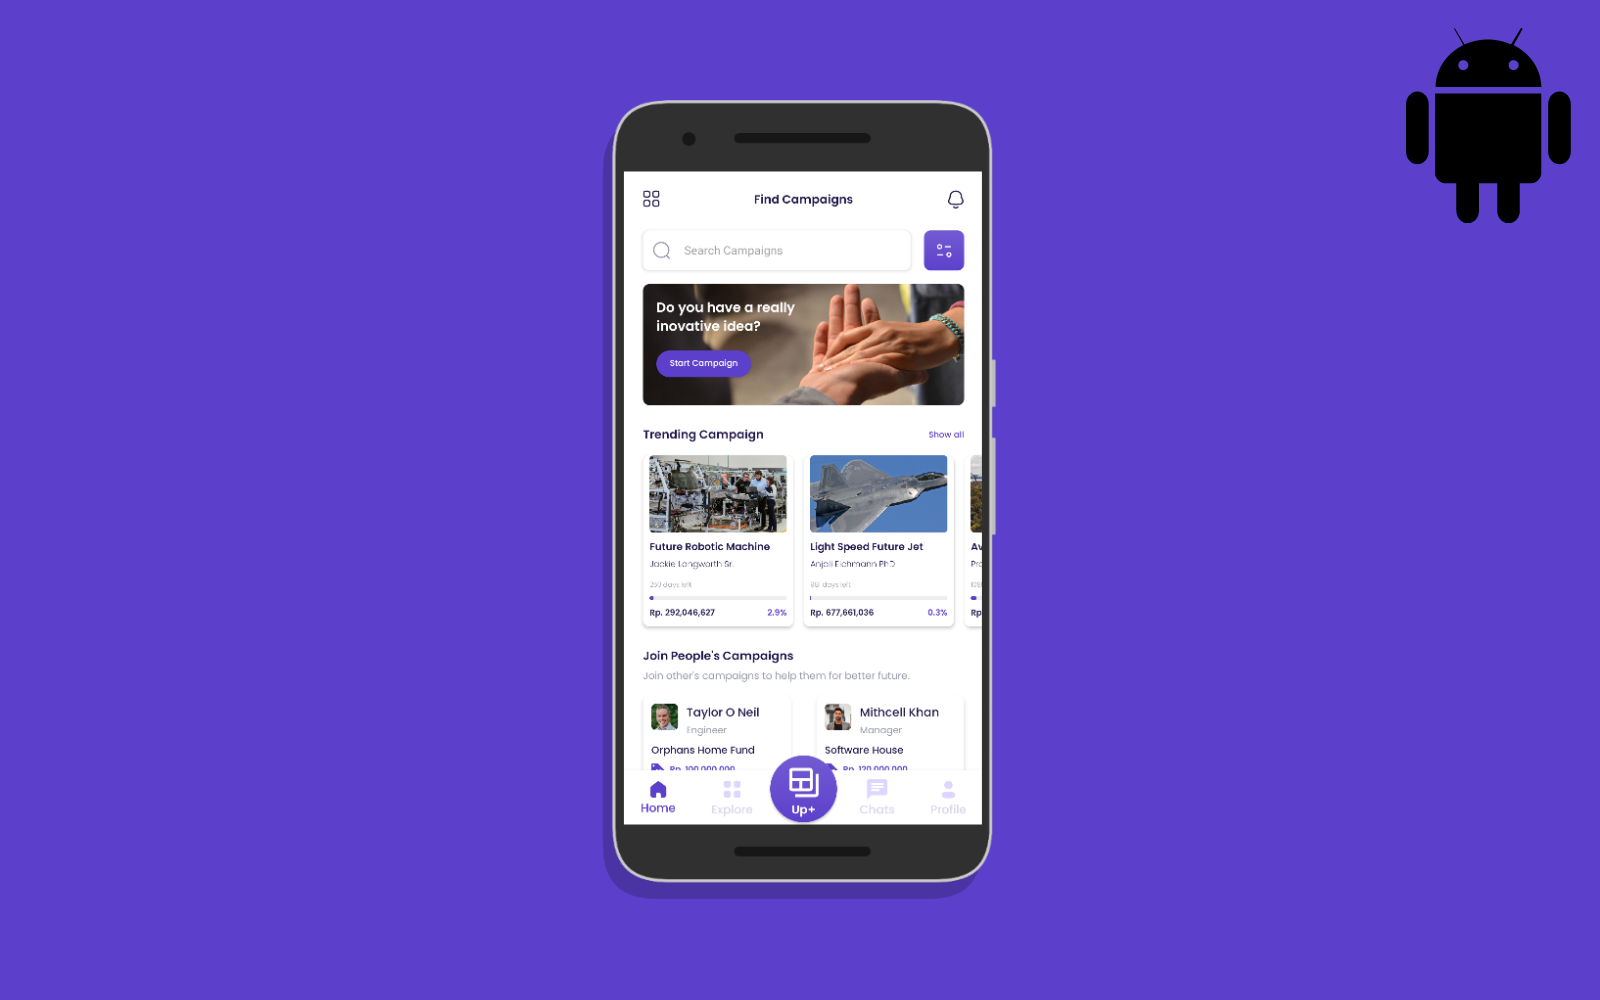 Find Campaigns
Search Campaigns
Do you have a really
inovative idea?
Start Campaign
Trending Campaign
Show all
Future Robotic Machine
Jackie Langworth Sr.
250 days left
Rp. 292,046,627
2.9%
Light Speed Future Jet
Anjali Eichmann PhD
days left
Rp. 677,661,036
0.3%
Rp
Join People's Campaigns
Join other's campaigns to help them for better future.
Taylor O Neil
Engineer
Orphans Home Fund
Rp. 100,000,000
Mithcell Khan
Manager
Software House
Rp. 120,000,000
Home
Explore
Up+
Chats
Profile